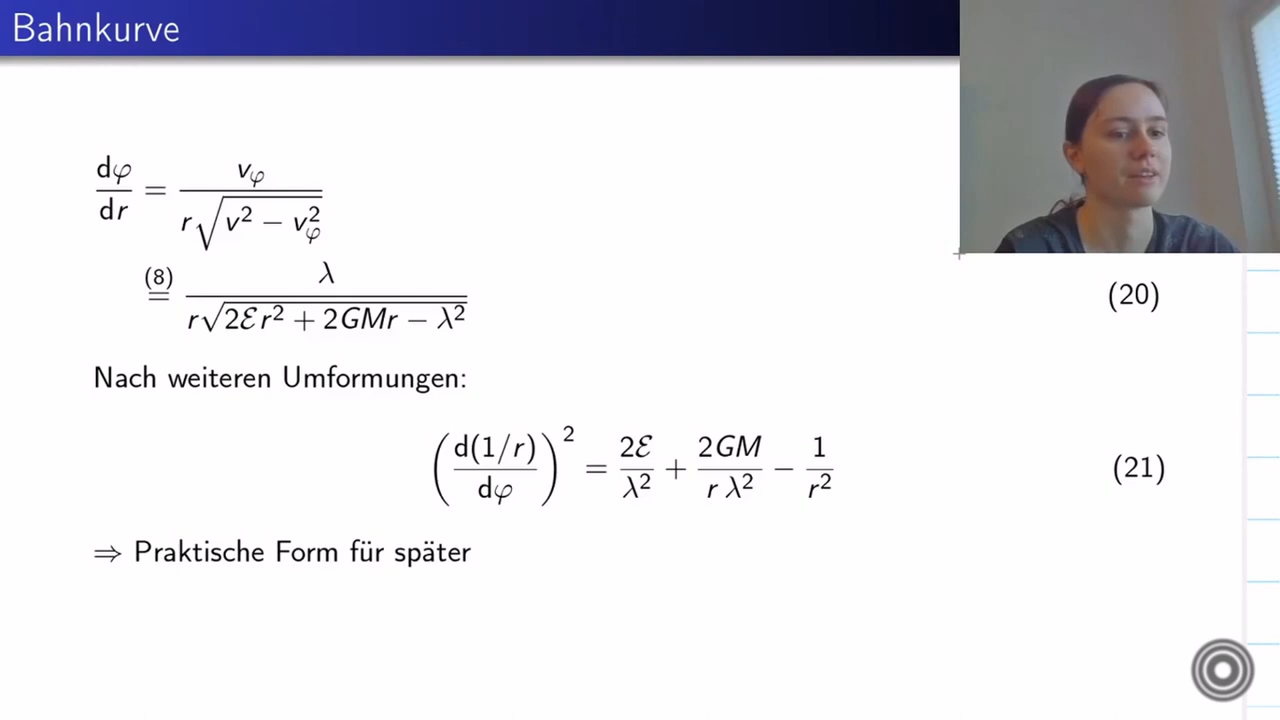 Bahnkurve
dφ/dr = v_φ / (r√(v² − v_φ²))
(8)= λ / (r√(2ℰr² + 2GMr − λ²)) (20)
Nach weiteren Umformungen:
(d(1/r)/dφ)² = 2ℰ/λ² + 2GM/(r λ²) − 1/r² (21)
⇒ Praktische Form für später